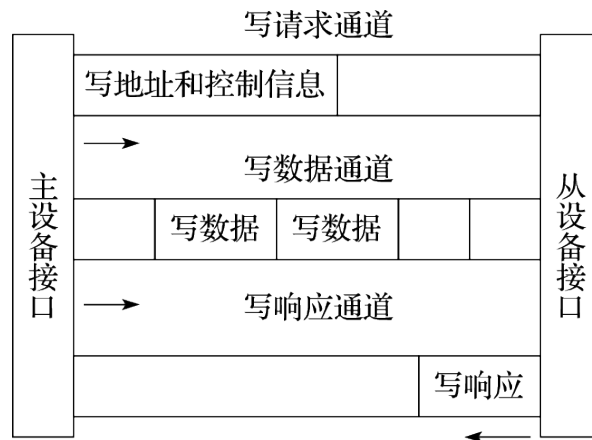 写请求通道
写地址和控制信息
写数据通道
写数据
写数据
写响应通道
写响应
主设备接口
从设备接口